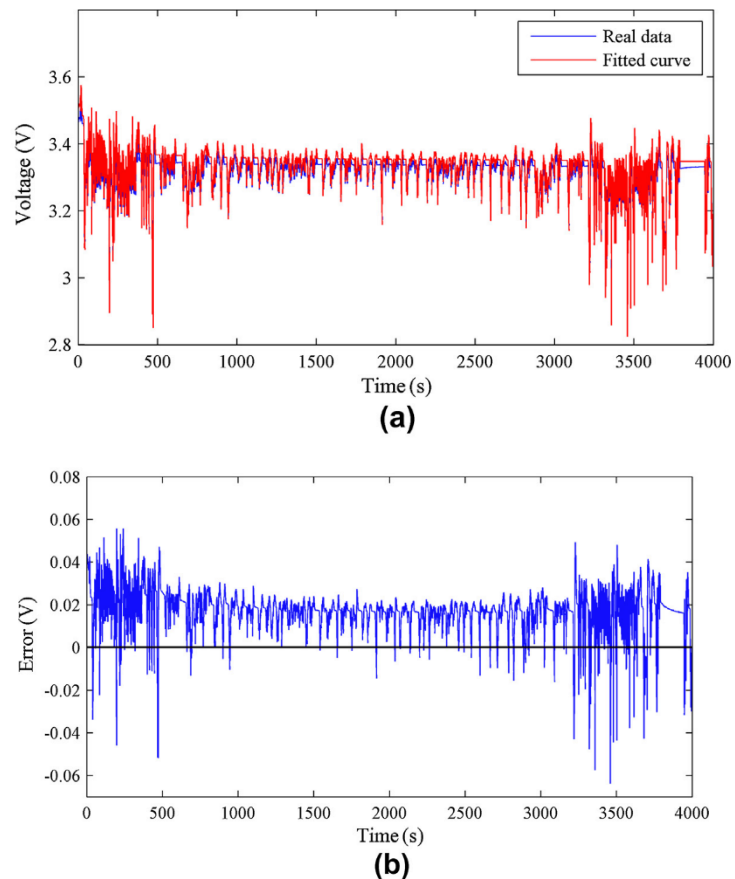 Real data
Fitted curve
3.6
3.4
3.2
3
2.8
Voltage (V)
0 500 1000 1500 2000 2500 3000 3500 4000
Time (s)
(a)
0.08
0.06
0.04
0.02
0
-0.02
-0.04
-0.06
Error (V)
0 500 1000 1500 2000 2500 3000 3500 4000
Time (s)
(b)